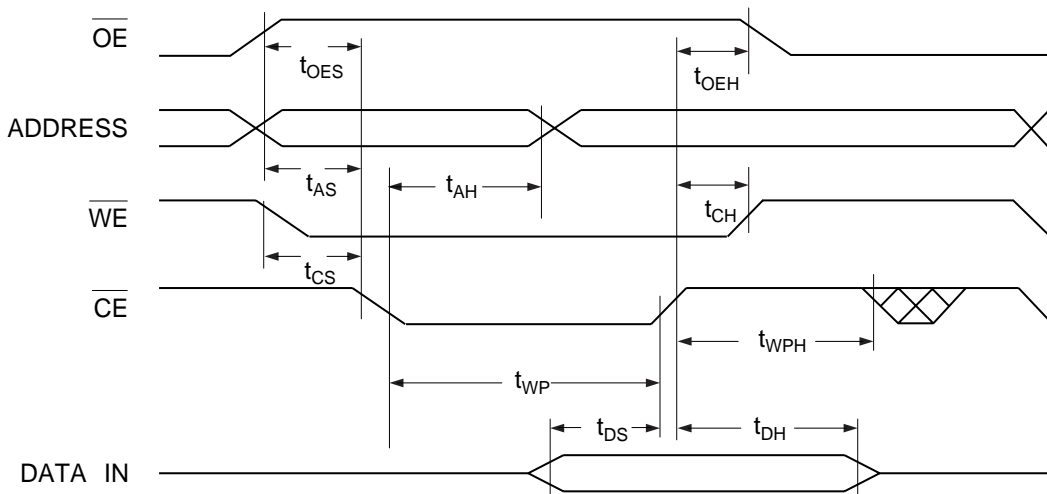 OE
tOES
tOEH
ADDRESS
tAS
tAH
WE
tCH
tCS
CE
tWPH
tWP
tDS
tDH
DATA IN